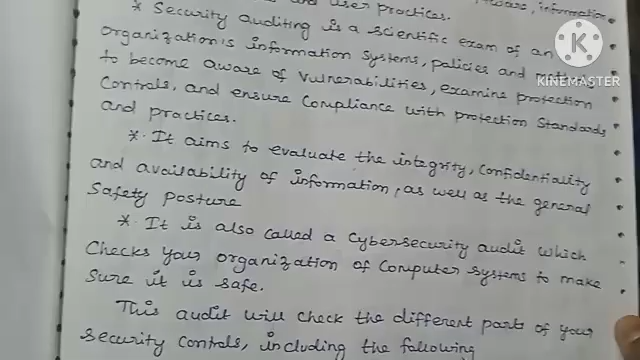 and user practices.
ware, information
* Security auditing is a scientific exam of an
organization's information systems, policies and
to become aware of vulnerabilities, examine protection
controls, and ensure compliance with protection standards
and practices.
*. It aims to evaluate the integrity, confidentiality
and availability of information, as well as the general
safety posture
*. It is also called a cybersecurity audit which
checks your organization of computer systems to make
sure it is safe.
This audit will check the different parts of your
security controls, including the following
KINEMASTER